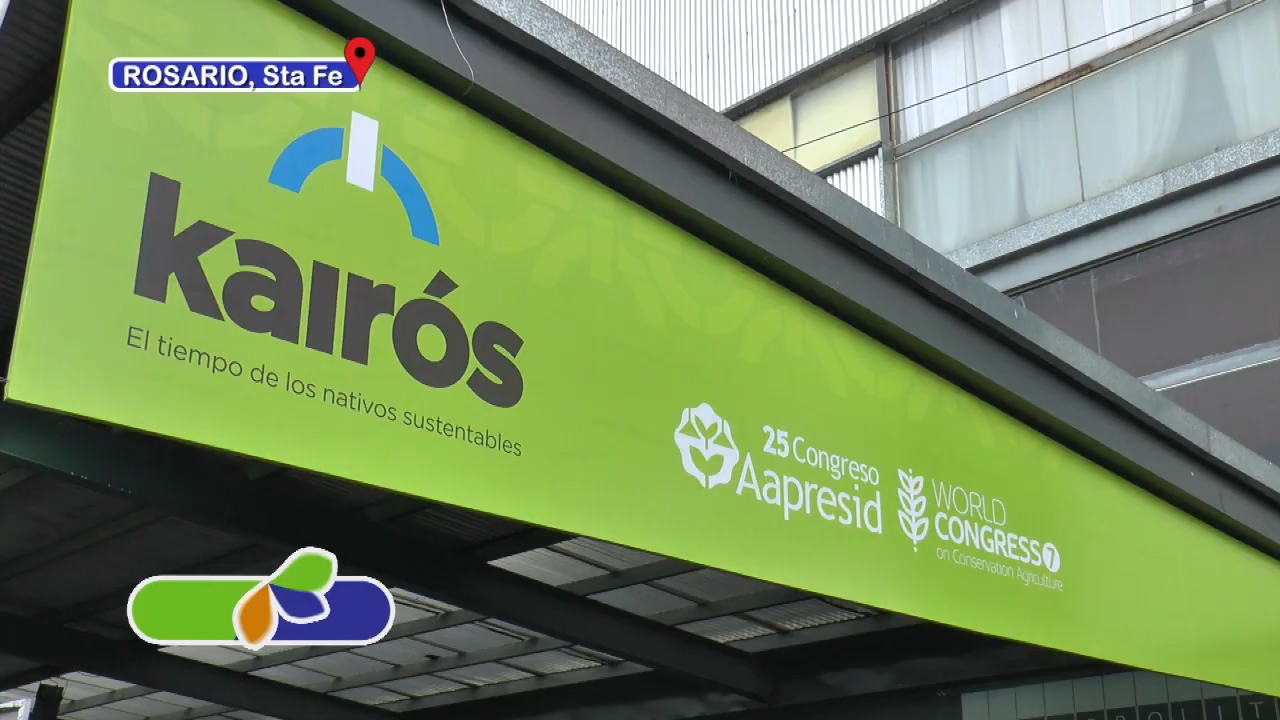 ROSARIO, Sta Fe
kairós
El tiempo de los nativos sustentables
25 Congreso
Aapresid
WORLD
CONGRESS 7
on Conservation Agriculture